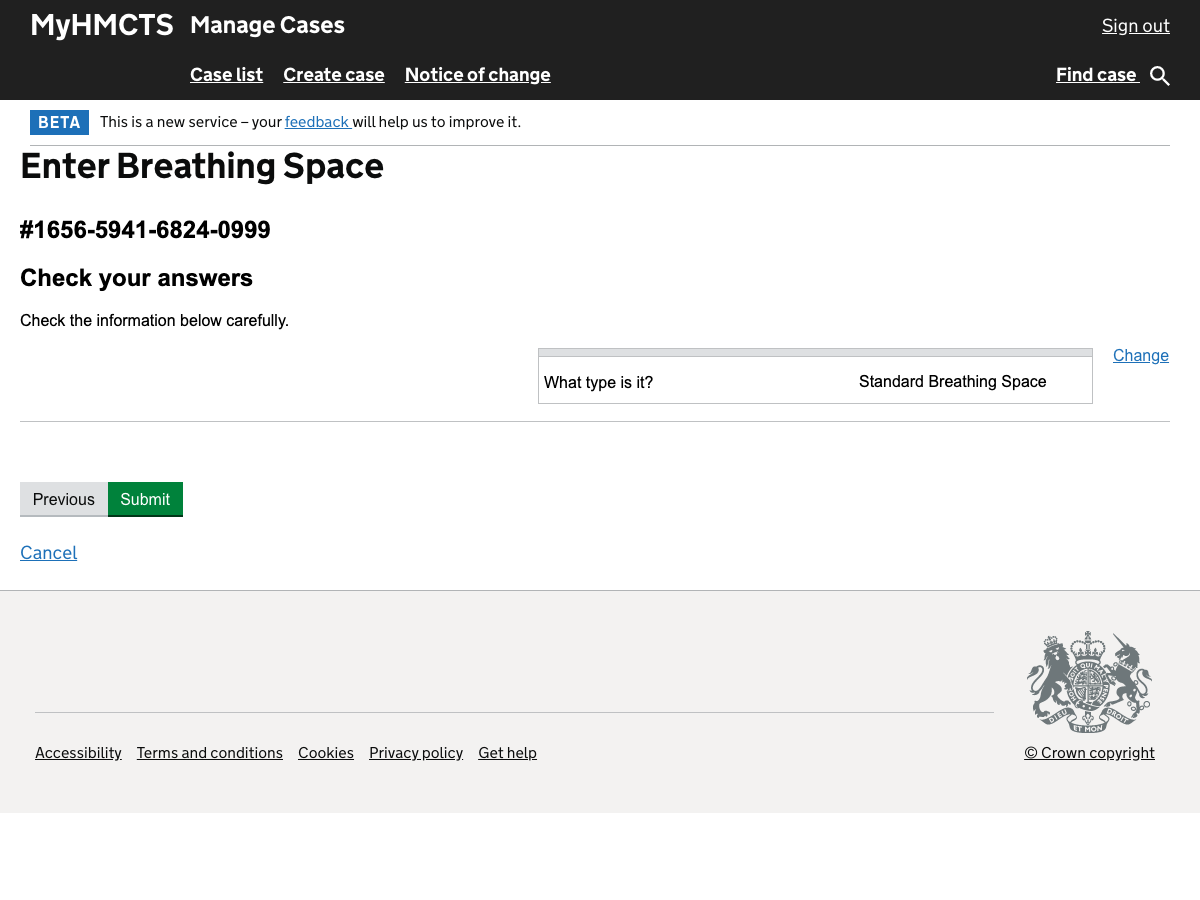 MyHMCTS Manage Cases Sign out
Case list Create case Notice of change Find case
BETA This is a new service – your feedback will help us to improve it.
Enter Breathing Space
#1656-5941-6824-0999
Check your answers
Check the information below carefully.
Change
What type is it? Standard Breathing Space
Previous Submit
Cancel
DIEU ET MON DROIT
Accessibility Terms and conditions Cookies Privacy policy Get help © Crown copyright